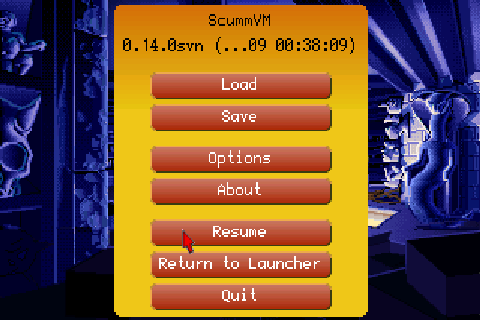 ScummVM
0.14.0svn (...09 00:38:09)
Load
Save
Options
About
Resume
Return to Launcher
Quit